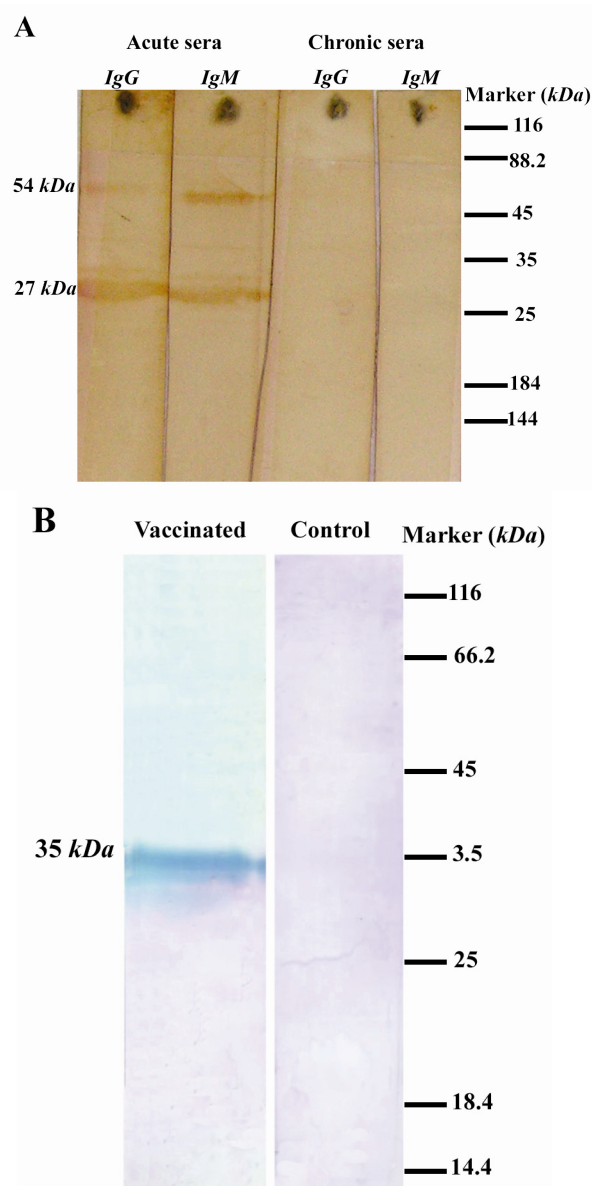 A
Acute sera
Chronic sera
IgG
IgM
IgG
IgM
Marker (kDa)
116
88.2
54 kDa
45
35
27 kDa
25
184
144
B
Vaccinated
Control
Marker (kDa)
116
66.2
45
35 kDa
3.5
25
18.4
14.4